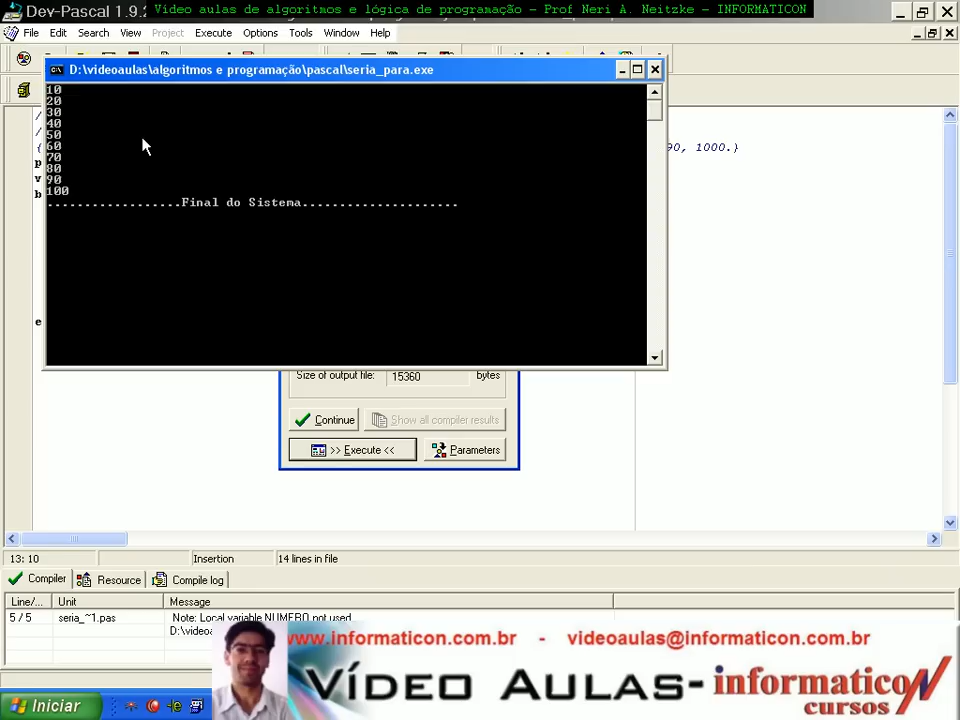 Dev-Pascal 1.9.2
Vídeo aulas de algoritmos e lógica de programação – Prof Neri A. Neitzke – INFORMATICON
File Edit Search View Project Execute Options Tools Window Help
D:\videoaulas\algoritmos e programação\pascal\seria_para.exe
10
20
30
40
50
60
70
80
90
100
..................Final do Sistema.....................
/
/
{
90, 1000.}
p
v
b
e
Size of output file: 15360 bytes
Continue Show all compiler results
>> Execute << Parameters
13: 10 Insertion 14 lines in file
Compiler Resource Compile log
Line/... Unit Message
5 / 5 seria_~1.pas Note: Local variable NUMERO not used
D:\videoa
www.informaticon.com.br - videoaulas@informaticon.com.br
Vídeo Aulas- informaticon
cursos
Iniciar